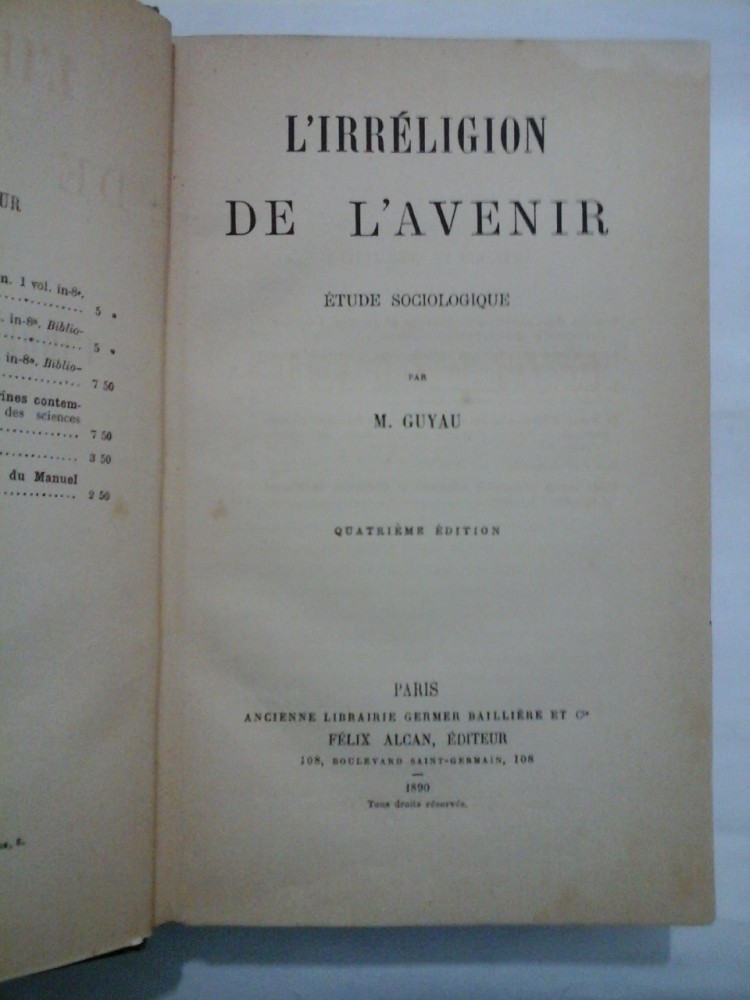 UR
n. 1 vol. in-8°.
5 »
. in-8°. Biblio-
5 »
in-8°. Biblio-
7 50
rines contem-
des sciences
7 50
3 50
du Manuel
2 50
L'IRRÉLIGION
DE L'AVENIR
ÉTUDE SOCIOLOGIQUE
PAR
M. GUYAU
QUATRIÈME ÉDITION
PARIS
ANCIENNE LIBRAIRIE GERMER BAILLIÈRE ET Cie
FÉLIX ALCAN, ÉDITEUR
108, BOULEVARD SAINT-GERMAIN, 108
1890
Tous droits réservés.